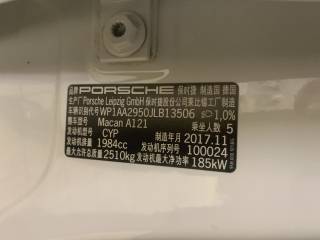 品牌 PORSCHE 保时捷 制造国 德国
生产厂 Porsche Leipzig GmbH 保时捷股份公司莱比锡工厂制造
车辆识别代号 WP1AA2950JLB13506 1,0%
整车型号 Macan A121 乘坐人数 5
发动机型号 CYP 制造年月 2017.11
发动机排量 1984cc 发动机序列号 100024
最大允许总质量 2510kg 发动机最大净功率 185kW